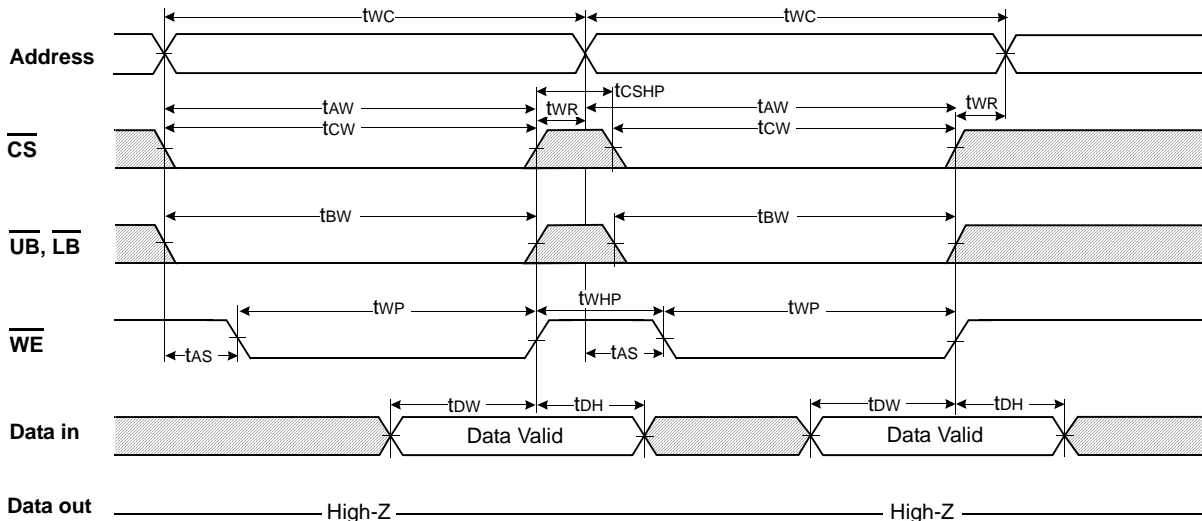 tWC tWC
Address
tAW tCSHP tWR tAW tWR
CS tCW tCW
UB, LB tBW tBW
tWP tWHP tWP
WE
tAS tAS
tDW tDH tDW tDH
Data in Data Valid Data Valid
Data out High-Z High-Z